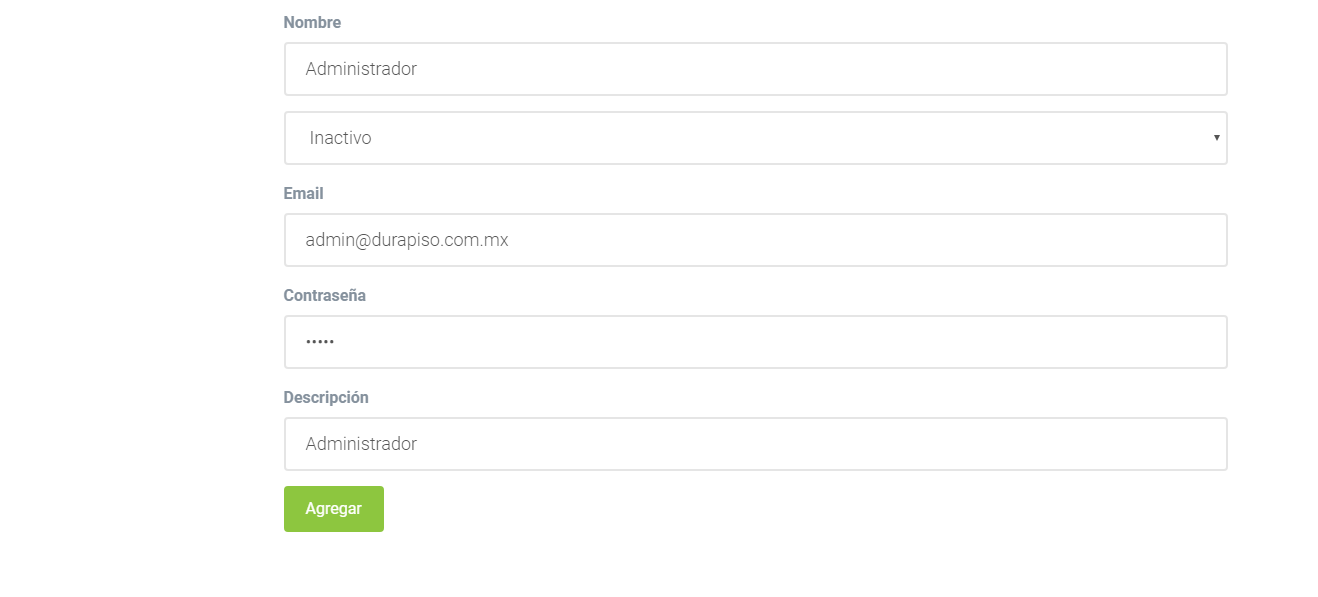 Nombre
Administrador
Inactivo
Email
admin@durapiso.com.mx
Contraseña
•••••
Descripción
Administrador
Agregar